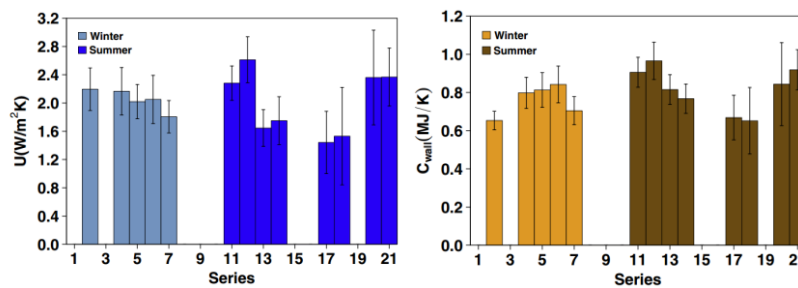 3.2
2.8
2.4
2.0
1.6
1.2
0.8
0.4
0.0
U(W/m²K)
Winter
Summer
1 3 5 7 9 11 13 15 17 19 21
Series
1.2
1.0
0.8
0.6
0.4
0.2
0.0
C_wall(MJ/K)
Winter
Summer
1 3 5 7 9 11 13 15 17 19 2
Series